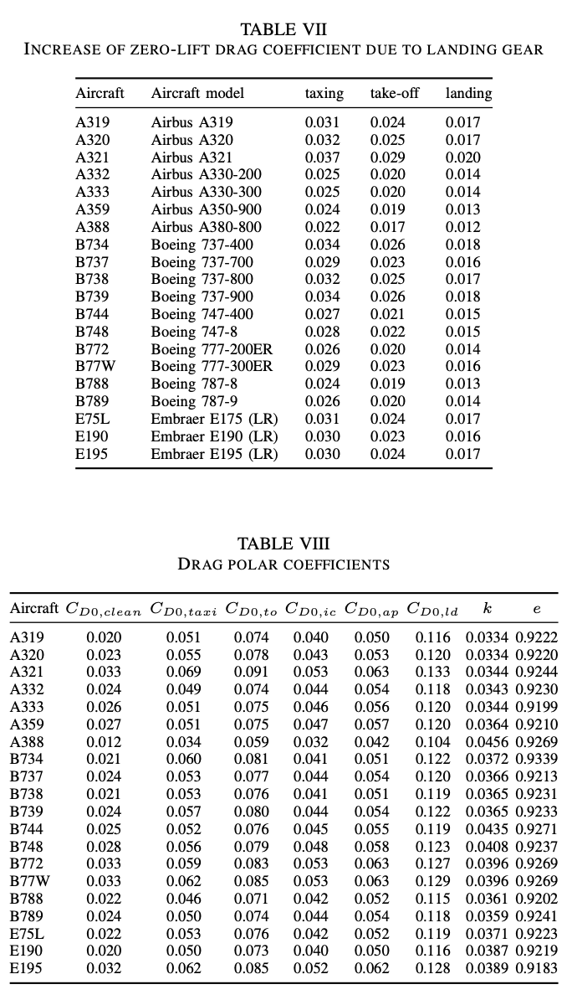 TABLE VII
INCREASE OF ZERO-LIFT DRAG COEFFICIENT DUE TO LANDING GEAR
Aircraft Aircraft model taxing take-off landing
A319 Airbus A319 0.031 0.024 0.017
A320 Airbus A320 0.032 0.025 0.017
A321 Airbus A321 0.037 0.029 0.020
A332 Airbus A330-200 0.025 0.020 0.014
A333 Airbus A330-300 0.025 0.020 0.014
A359 Airbus A350-900 0.024 0.019 0.013
A388 Airbus A380-800 0.022 0.017 0.012
B734 Boeing 737-400 0.034 0.026 0.018
B737 Boeing 737-700 0.029 0.023 0.016
B738 Boeing 737-800 0.032 0.025 0.017
B739 Boeing 737-900 0.034 0.026 0.018
B744 Boeing 747-400 0.027 0.021 0.015
B748 Boeing 747-8 0.028 0.022 0.015
B772 Boeing 777-200ER 0.026 0.020 0.014
B77W Boeing 777-300ER 0.029 0.023 0.016
B788 Boeing 787-8 0.024 0.019 0.013
B789 Boeing 787-9 0.026 0.020 0.014
E75L Embraer E175 (LR) 0.031 0.024 0.017
E190 Embraer E190 (LR) 0.030 0.023 0.016
E195 Embraer E195 (LR) 0.030 0.024 0.017
TABLE VIII
DRAG POLAR COEFFICIENTS
Aircraft C_{D0,clean} C_{D0,taxi} C_{D0,to} C_{D0,ic} C_{D0,ap} C_{D0,ld} k e
A319 0.020 0.051 0.074 0.040 0.050 0.116 0.0334 0.9222
A320 0.023 0.055 0.078 0.043 0.053 0.120 0.0334 0.9220
A321 0.033 0.069 0.091 0.053 0.063 0.133 0.0344 0.9244
A332 0.024 0.049 0.074 0.044 0.054 0.118 0.0343 0.9230
A333 0.026 0.051 0.075 0.046 0.056 0.120 0.0344 0.9199
A359 0.027 0.051 0.075 0.047 0.057 0.120 0.0364 0.9210
A388 0.012 0.034 0.059 0.032 0.042 0.104 0.0456 0.9269
B734 0.021 0.060 0.081 0.041 0.051 0.122 0.0372 0.9339
B737 0.024 0.053 0.077 0.044 0.054 0.120 0.0366 0.9213
B738 0.021 0.053 0.076 0.041 0.051 0.119 0.0365 0.9231
B739 0.024 0.057 0.080 0.044 0.054 0.122 0.0365 0.9233
B744 0.025 0.052 0.076 0.045 0.055 0.119 0.0435 0.9271
B748 0.028 0.056 0.079 0.048 0.058 0.123 0.0408 0.9237
B772 0.033 0.059 0.083 0.053 0.063 0.127 0.0396 0.9269
B77W 0.033 0.062 0.085 0.053 0.063 0.129 0.0396 0.9269
B788 0.022 0.046 0.071 0.042 0.052 0.115 0.0361 0.9202
B789 0.024 0.050 0.074 0.044 0.054 0.118 0.0359 0.9241
E75L 0.022 0.053 0.076 0.042 0.052 0.119 0.0371 0.9223
E190 0.020 0.050 0.073 0.040 0.050 0.116 0.0387 0.9219
E195 0.032 0.062 0.085 0.052 0.062 0.128 0.0389 0.9183